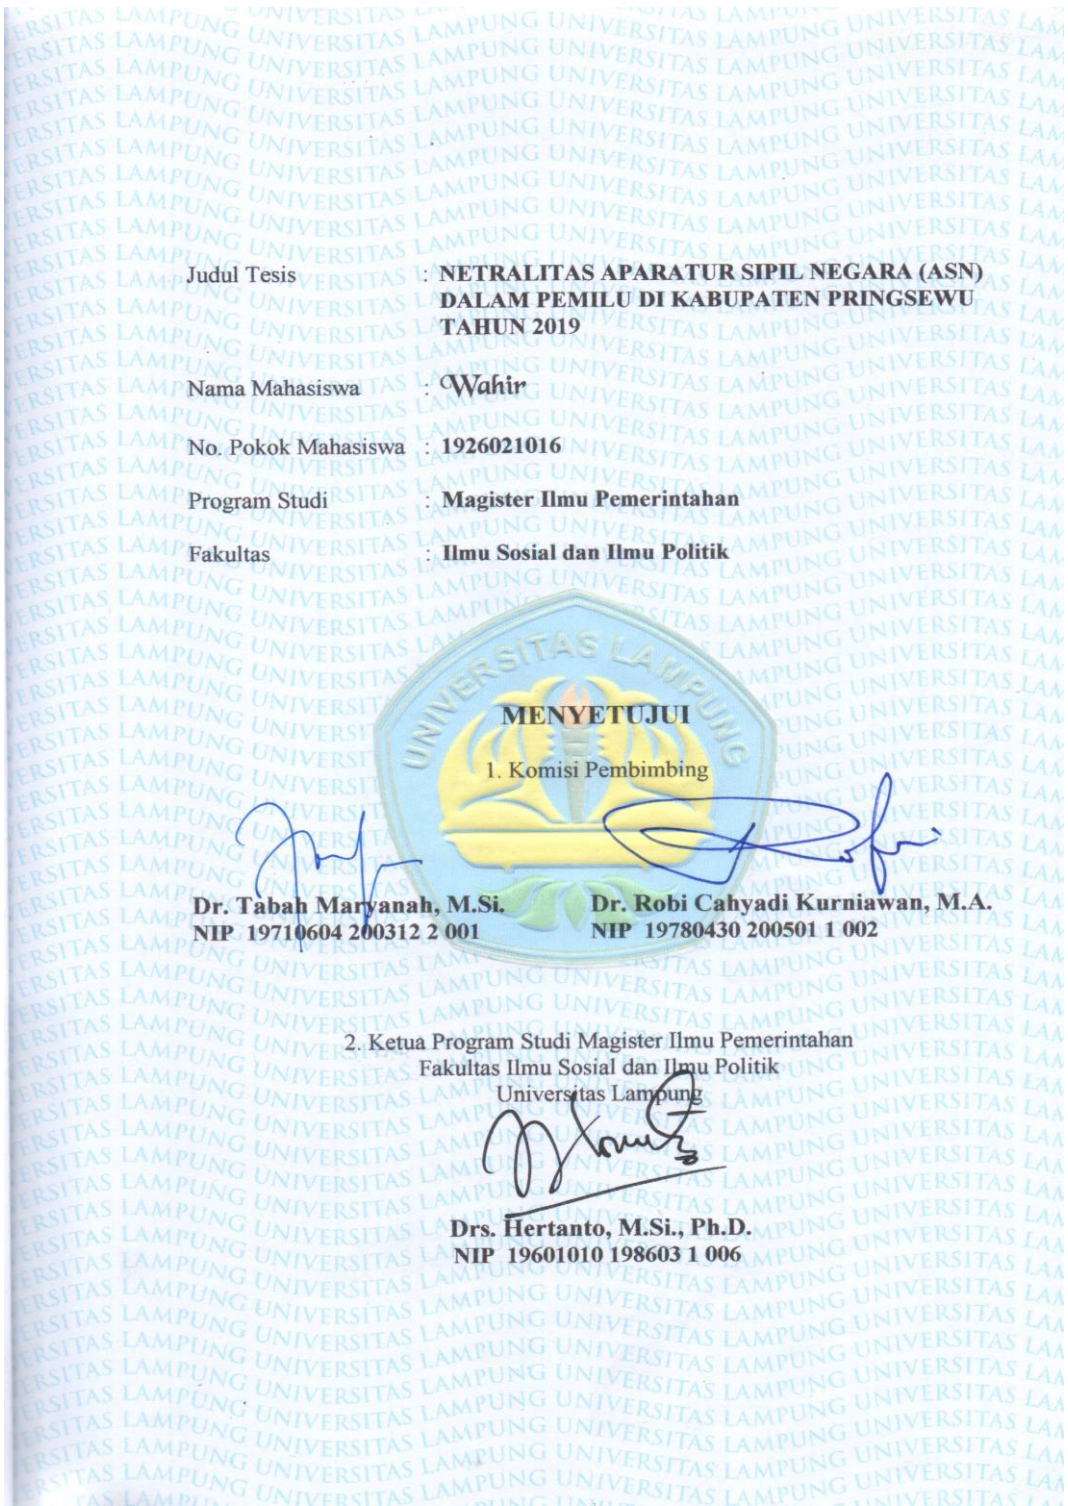 Judul Tesis : NETRALITAS APARATUR SIPIL NEGARA (ASN)
DALAM PEMILU DI KABUPATEN PRINGSEWU
TAHUN 2019
Nama Mahasiswa : Wahir
No. Pokok Mahasiswa : 1926021016
Program Studi : Magister Ilmu Pemerintahan
Fakultas : Ilmu Sosial dan Ilmu Politik
UNIVERSITAS LAMPUNG
MENYETUJUI
1. Komisi Pembimbing
Dr. Tabah Maryanah, M.Si. Dr. Robi Cahyadi Kurniawan, M.A.
NIP 19710604 200312 2 001 NIP 19780430 200501 1 002
2. Ketua Program Studi Magister Ilmu Pemerintahan
Fakultas Ilmu Sosial dan Ilmu Politik
Universitas Lampung
Drs. Hertanto, M.Si., Ph.D.
NIP 19601010 198603 1 006